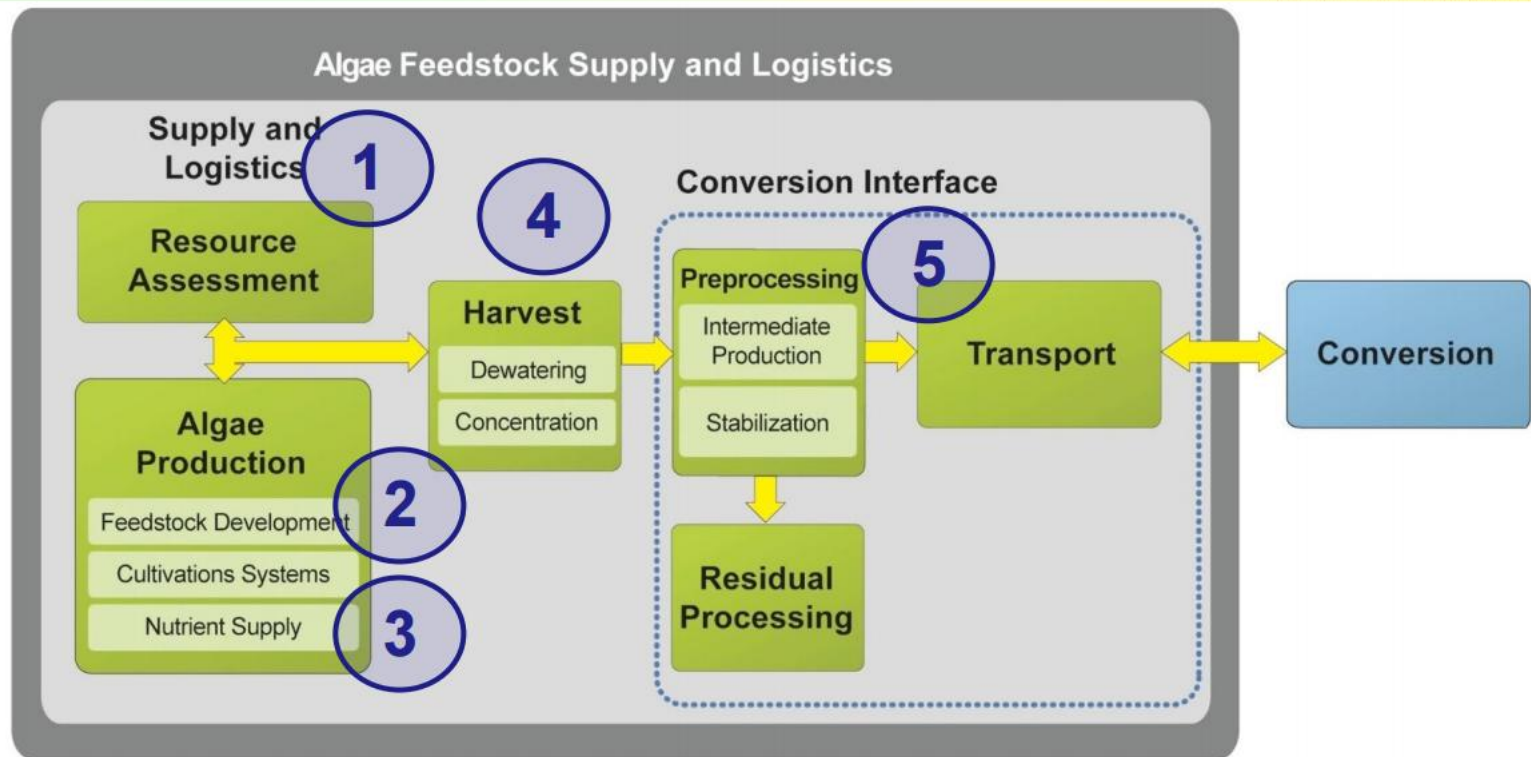 Algae Feedstock Supply and Logistics
Supply and
Logistics
1
Resource
Assessment
Algae
Production
Feedstock Development
2
Cultivations Systems
Nutrient Supply
3
4
Harvest
Dewatering
Concentration
Conversion Interface
5
Preprocessing
Intermediate
Production
Stabilization
Residual
Processing
Transport
Conversion